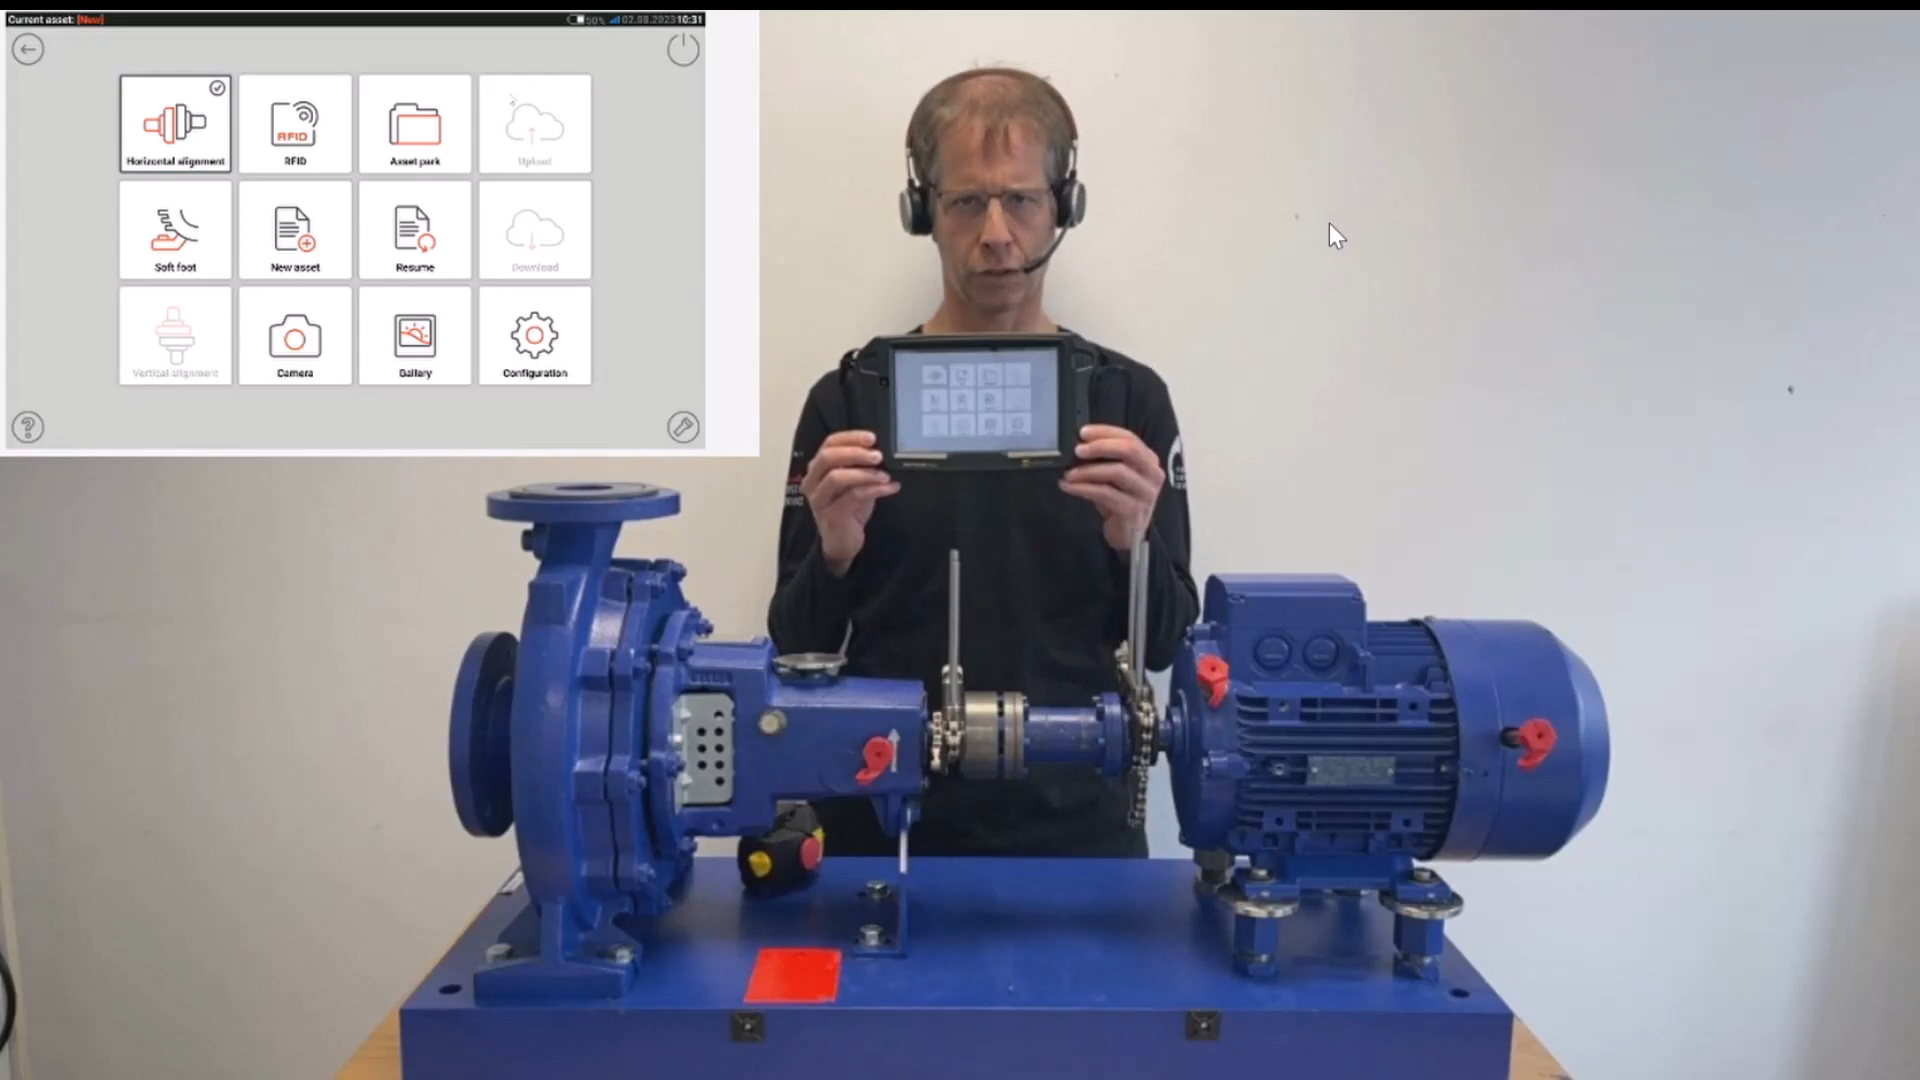 Current asset: [New] 50% 02.08.2023 10:31
Horizontal alignment RFID RFID Asset park Upload
Soft foot New asset Resume Download
Vertical alignment Camera Gallery Configuration
?